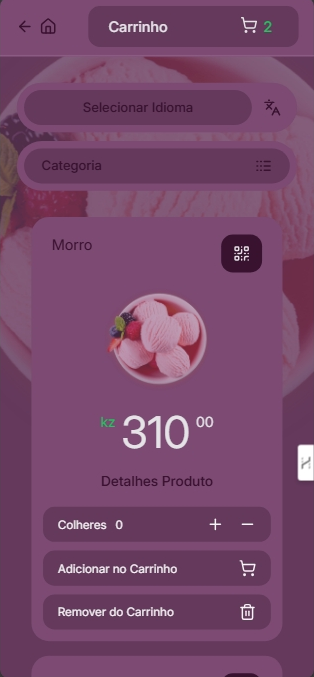 Carrinho 2
Selecionar Idioma
Categoria
Morro
kz 310 00
Detalhes Produto
Colheres 0
Adicionar no Carrinho
Remover do Carrinho